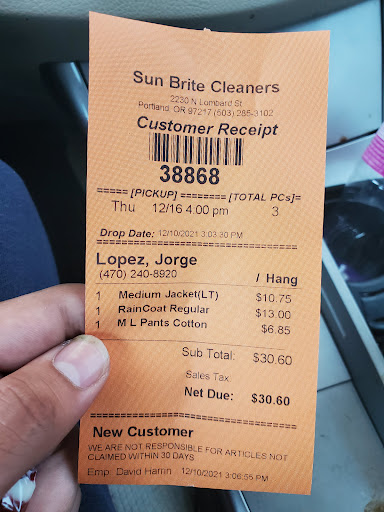 Sun Brite Cleaners
2230 N Lombard St
Portland, OR 97217 (503) 285-3102
Customer Receipt
38868
===== [PICKUP] ======== [TOTAL PCs]=
Thu 12/16 4:00 pm 3
Drop Date: 12/10/2021 3:03:30 PM
Lopez, Jorge
(470) 240-8920 / Hang
1 Medium Jacket(LT) $10.75
1 RainCoat Regular $13.00
1 M L Pants Cotton $6.85
Sub Total: $30.60
Sales Tax:
Net Due: $30.60
New Customer
WE ARE NOT RESPONSIBLE FOR ARTICLES NOT
CLAIMED WITHIN 30 DAYS
Emp: David 12/10/2021 3:06:55 PM